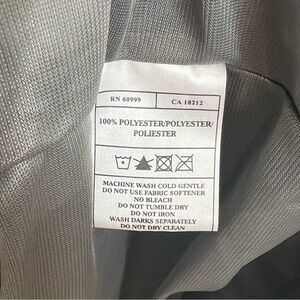 RN 60999 CA 18212
100% POLYESTER/POLYESTER/
POLIESTER
MACHINE WASH COLD GENTLE
DO NOT USE FABRIC SOFTENER
NO BLEACH
DO NOT TUMBLE DRY
DO NOT IRON
WASH DARKS SEPARATELY
DO NOT DRY CLEAN